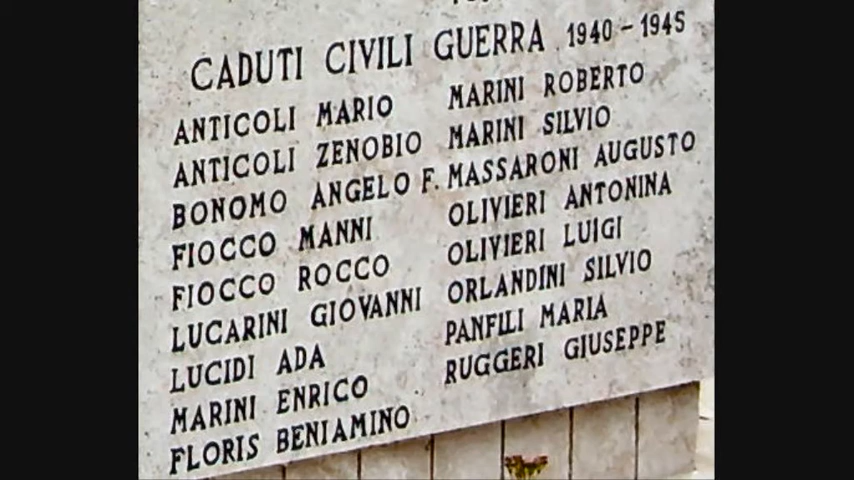 CADUTI CIVILI GUERRA 1940-1945
ANTICOLI MARIO
ANTICOLI ZENOBIO
BONOMO ANGELO F.
FIOCCO MANNI
FIOCCO ROCCO
LUCARINI GIOVANNI
LUCIDI ADA
MARINI ENRICO
FLORIS BENIAMINO
MARINI ROBERTO
MARINI SILVIO
MASSARONI AUGUSTO
OLIVIERI ANTONINA
OLIVIERI LUIGI
ORLANDINI SILVIO
PANFILI MARIA
RUGGERI GIUSEPPE